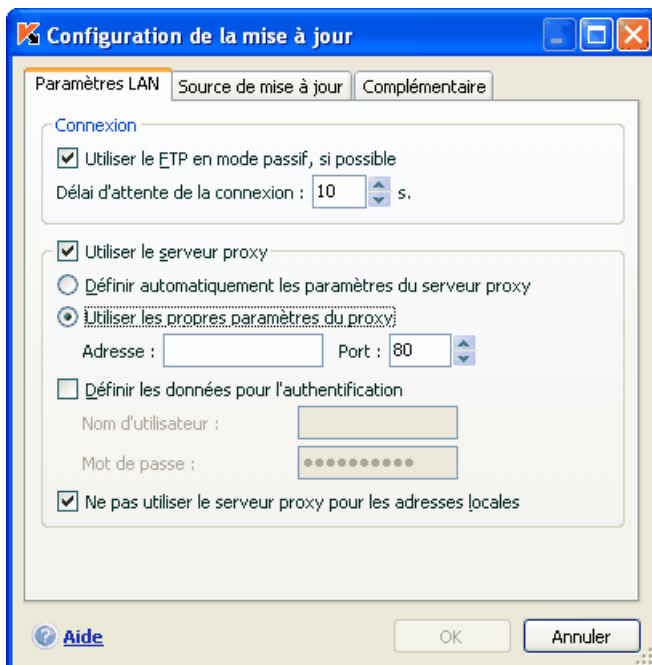 Configuration de la mise à jour
Paramètres LAN Source de mise à jour Complémentaire
Connexion
Utiliser le FTP en mode passif, si possible
Délai d'attente de la connexion : 10 s.
Utiliser le serveur proxy
Définir automatiquement les paramètres du serveur proxy
Utiliser les propres paramètres du proxy
Adresse : Port : 80
Définir les données pour l'authentification
Nom d'utilisateur :
Mot de passe : ••••••••••
Ne pas utiliser le serveur proxy pour les adresses locales
Aide OK Annuler